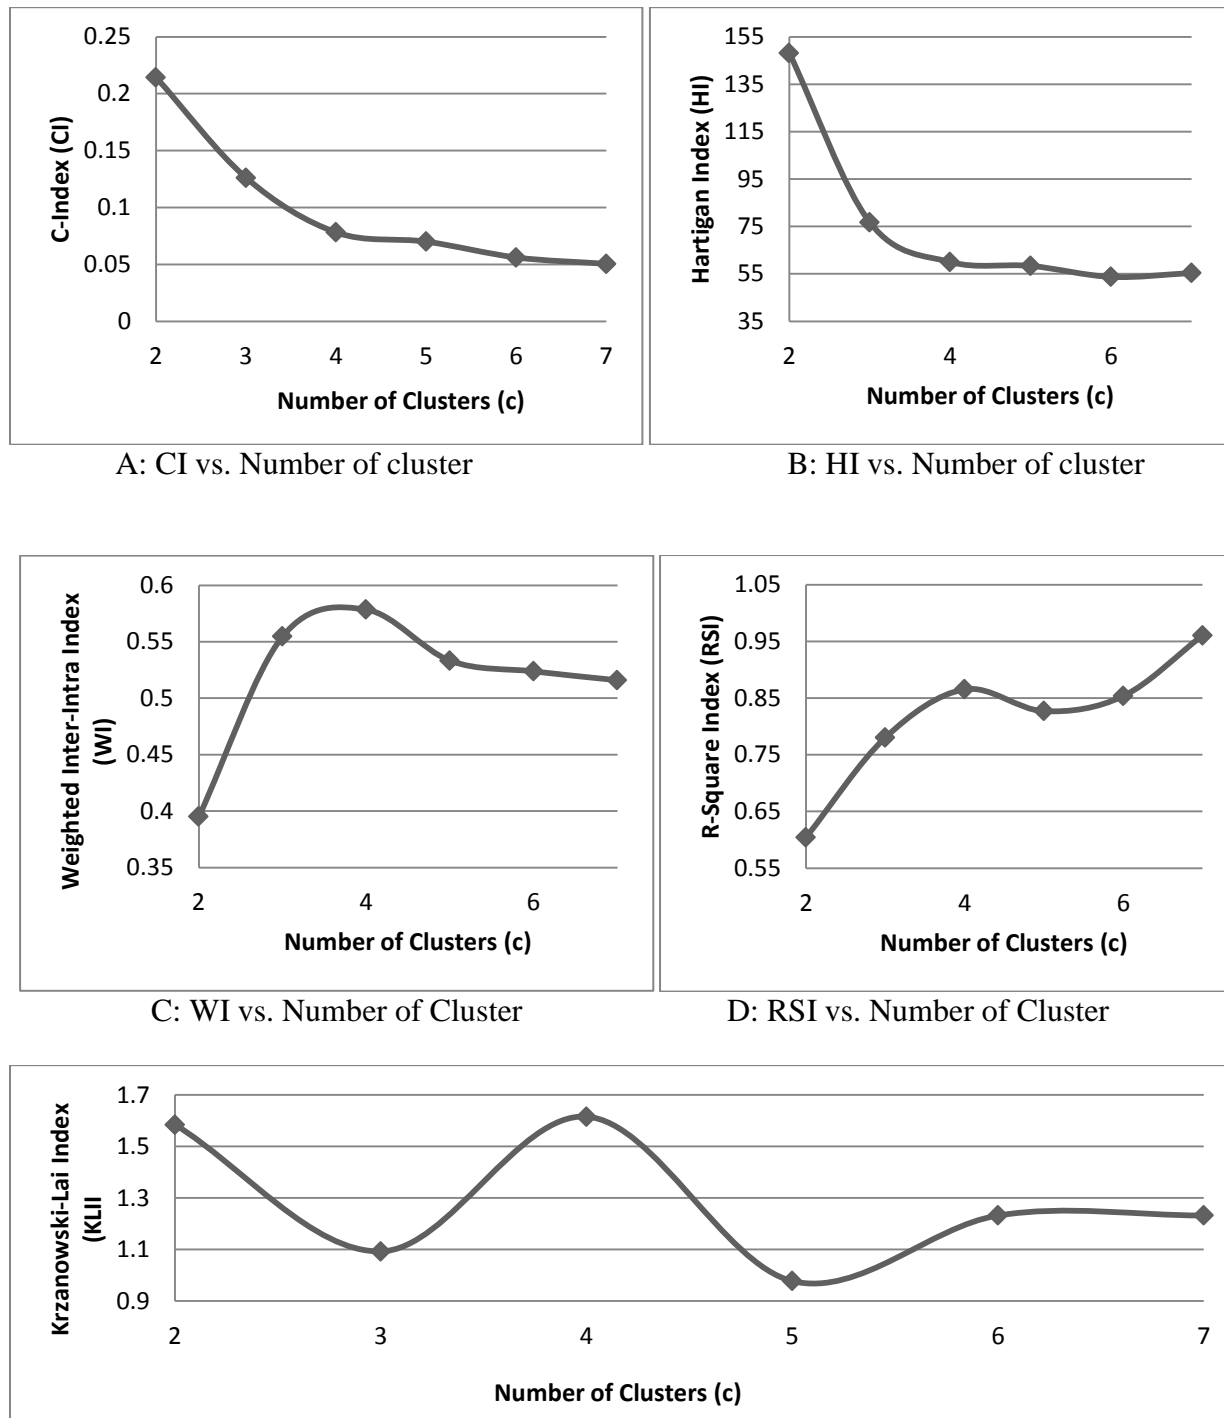 0.25
0.2
0.15
0.1
0.05
0
2 3 4 5 6 7
C-Index (CI)
Number of Clusters (c)
155
135
115
95
75
55
35
2 4 6
Hartigan Index (HI)
Number of Clusters (c)
A: CI vs. Number of cluster
B: HI vs. Number of cluster
0.6
0.55
0.5
0.45
0.4
0.35
2 4 6
Weighted Inter-Intra Index
(WI)
Number of Clusters (c)
1.05
0.95
0.85
0.75
0.65
0.55
2 4 6
R-Square Index (RSI)
Number of Clusters (c)
C: WI vs. Number of Cluster
D: RSI vs. Number of Cluster
1.7
1.5
1.3
1.1
0.9
2 3 4 5 6 7
Krzanowski-Lai Index
(KLII
Number of Clusters (c)